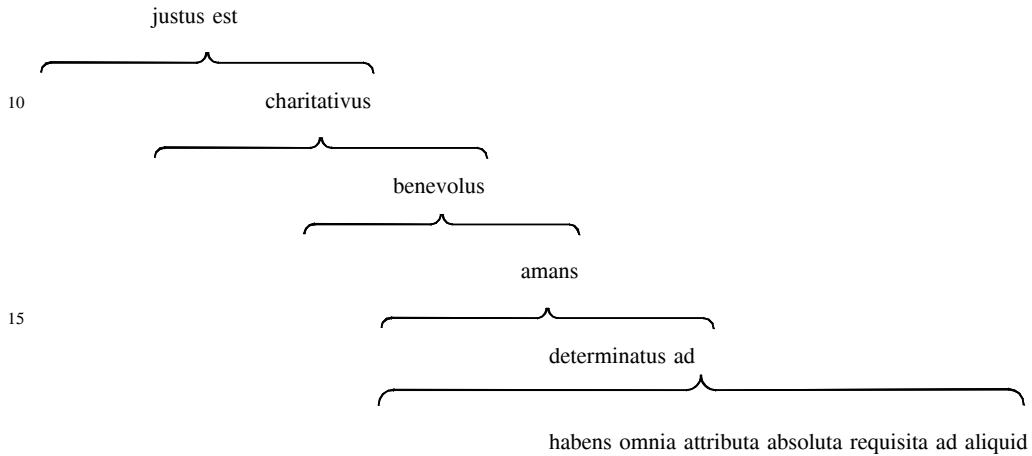 justus est
10 charitativus
benevolus
amans
15
determinatus ad
habens omnia attributa absoluta requisita ad aliquid